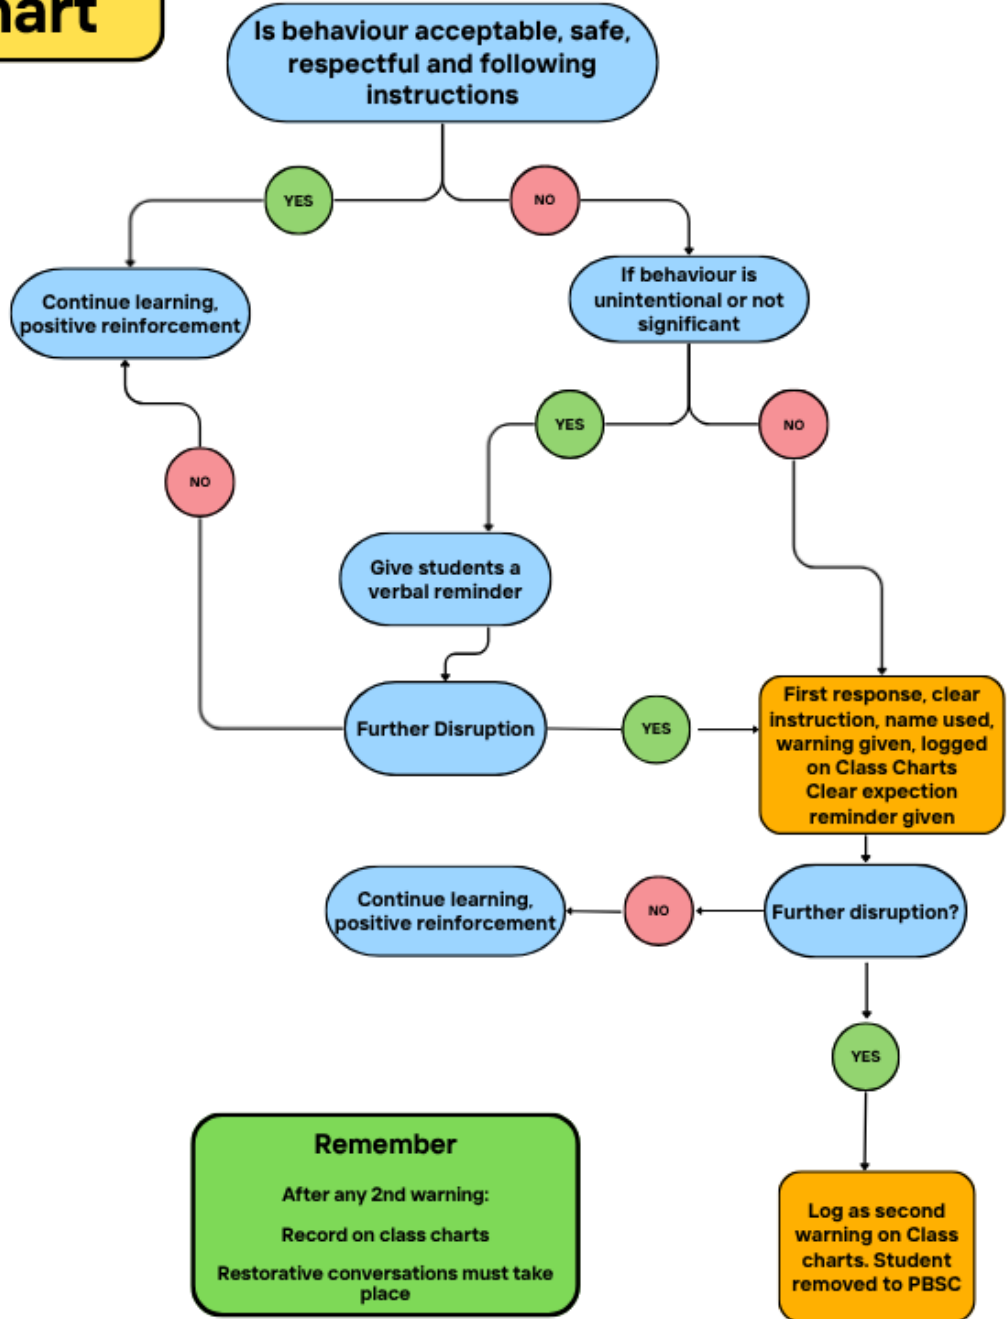 Is behaviour acceptable, safe,
respectful and following
instructions
YES
NO
Continue learning,
positive reinforcement
If behaviour is
unintentional or not
significant
YES
NO
NO
Give students a
verbal reminder
Further Disruption
YES
First response, clear
instruction, name used,
warning given, logged
on Class Charts
Clear expection
reminder given
Continue learning,
positive reinforcement
NO
Further disruption?
YES
Remember
After any 2nd warning:
Record on class charts
Restorative conversations must take
place
Log as second
warning on Class
charts. Student
removed to PBSC